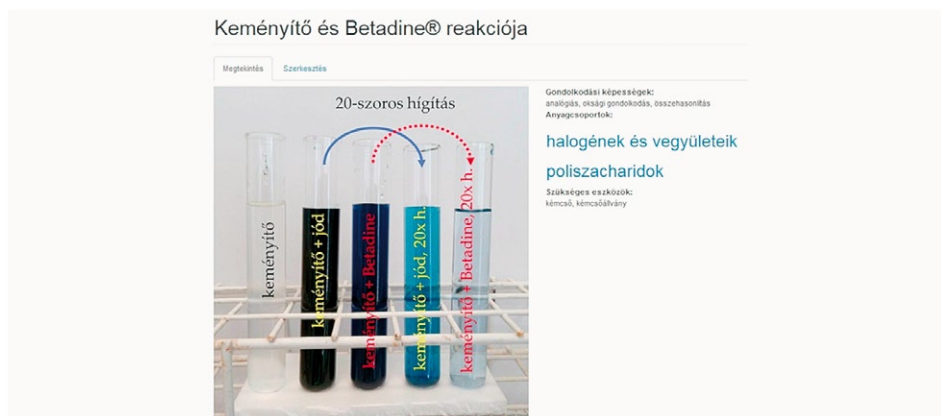 Keményítő és Betadine® reakciója
Megtekintés
Szerkesztés
20-szoros hígítás
keményítő
keményítő + jód
keményítő + Betadine
keményítő + jód, 20x h.
keményítő + Betadine, 20x h.
Gondolkodási képességek:
analógiás, oksági gondolkodás, összehasonlítás
Anyagcsoportok:
halogének és vegyületeik
poliszacharidok
Szükséges eszközök:
kémcső, kémcsőállvány